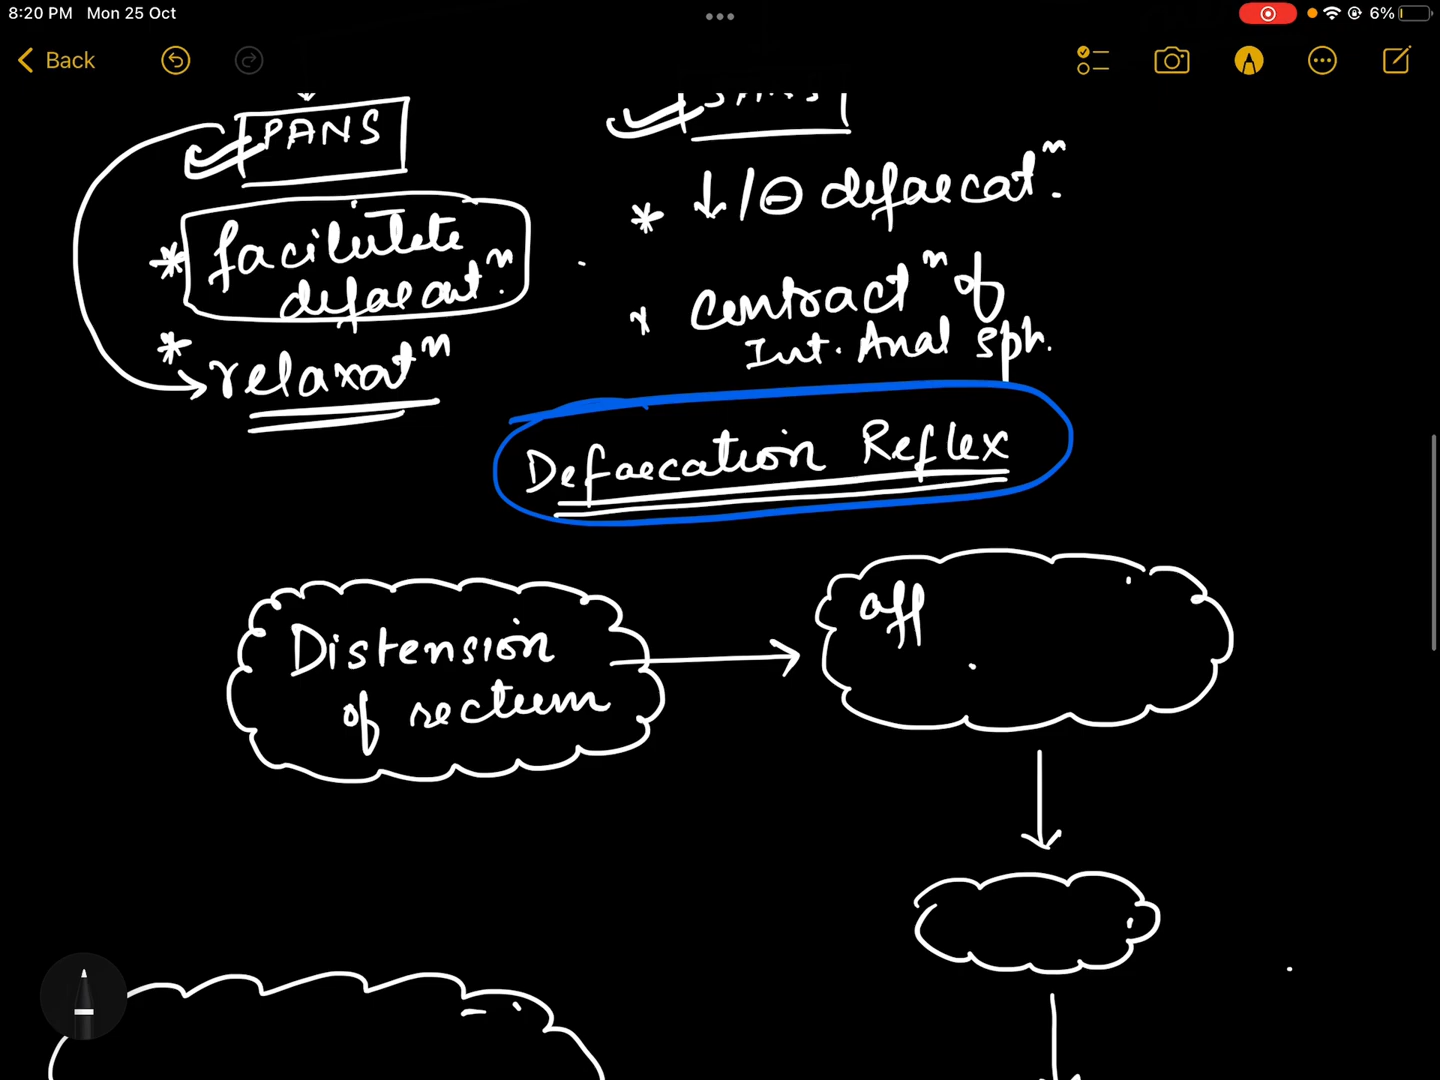 8:20 PM Mon 25 Oct
6%
Back
PANS
SANS
* facilitate
defaecatⁿ.
* relaxatⁿ
* ↓/⊖ defaecatⁿ.
* contractⁿ of
Int. Anal Sph.
Defaecation Reflex
Distension
of rectum
aff